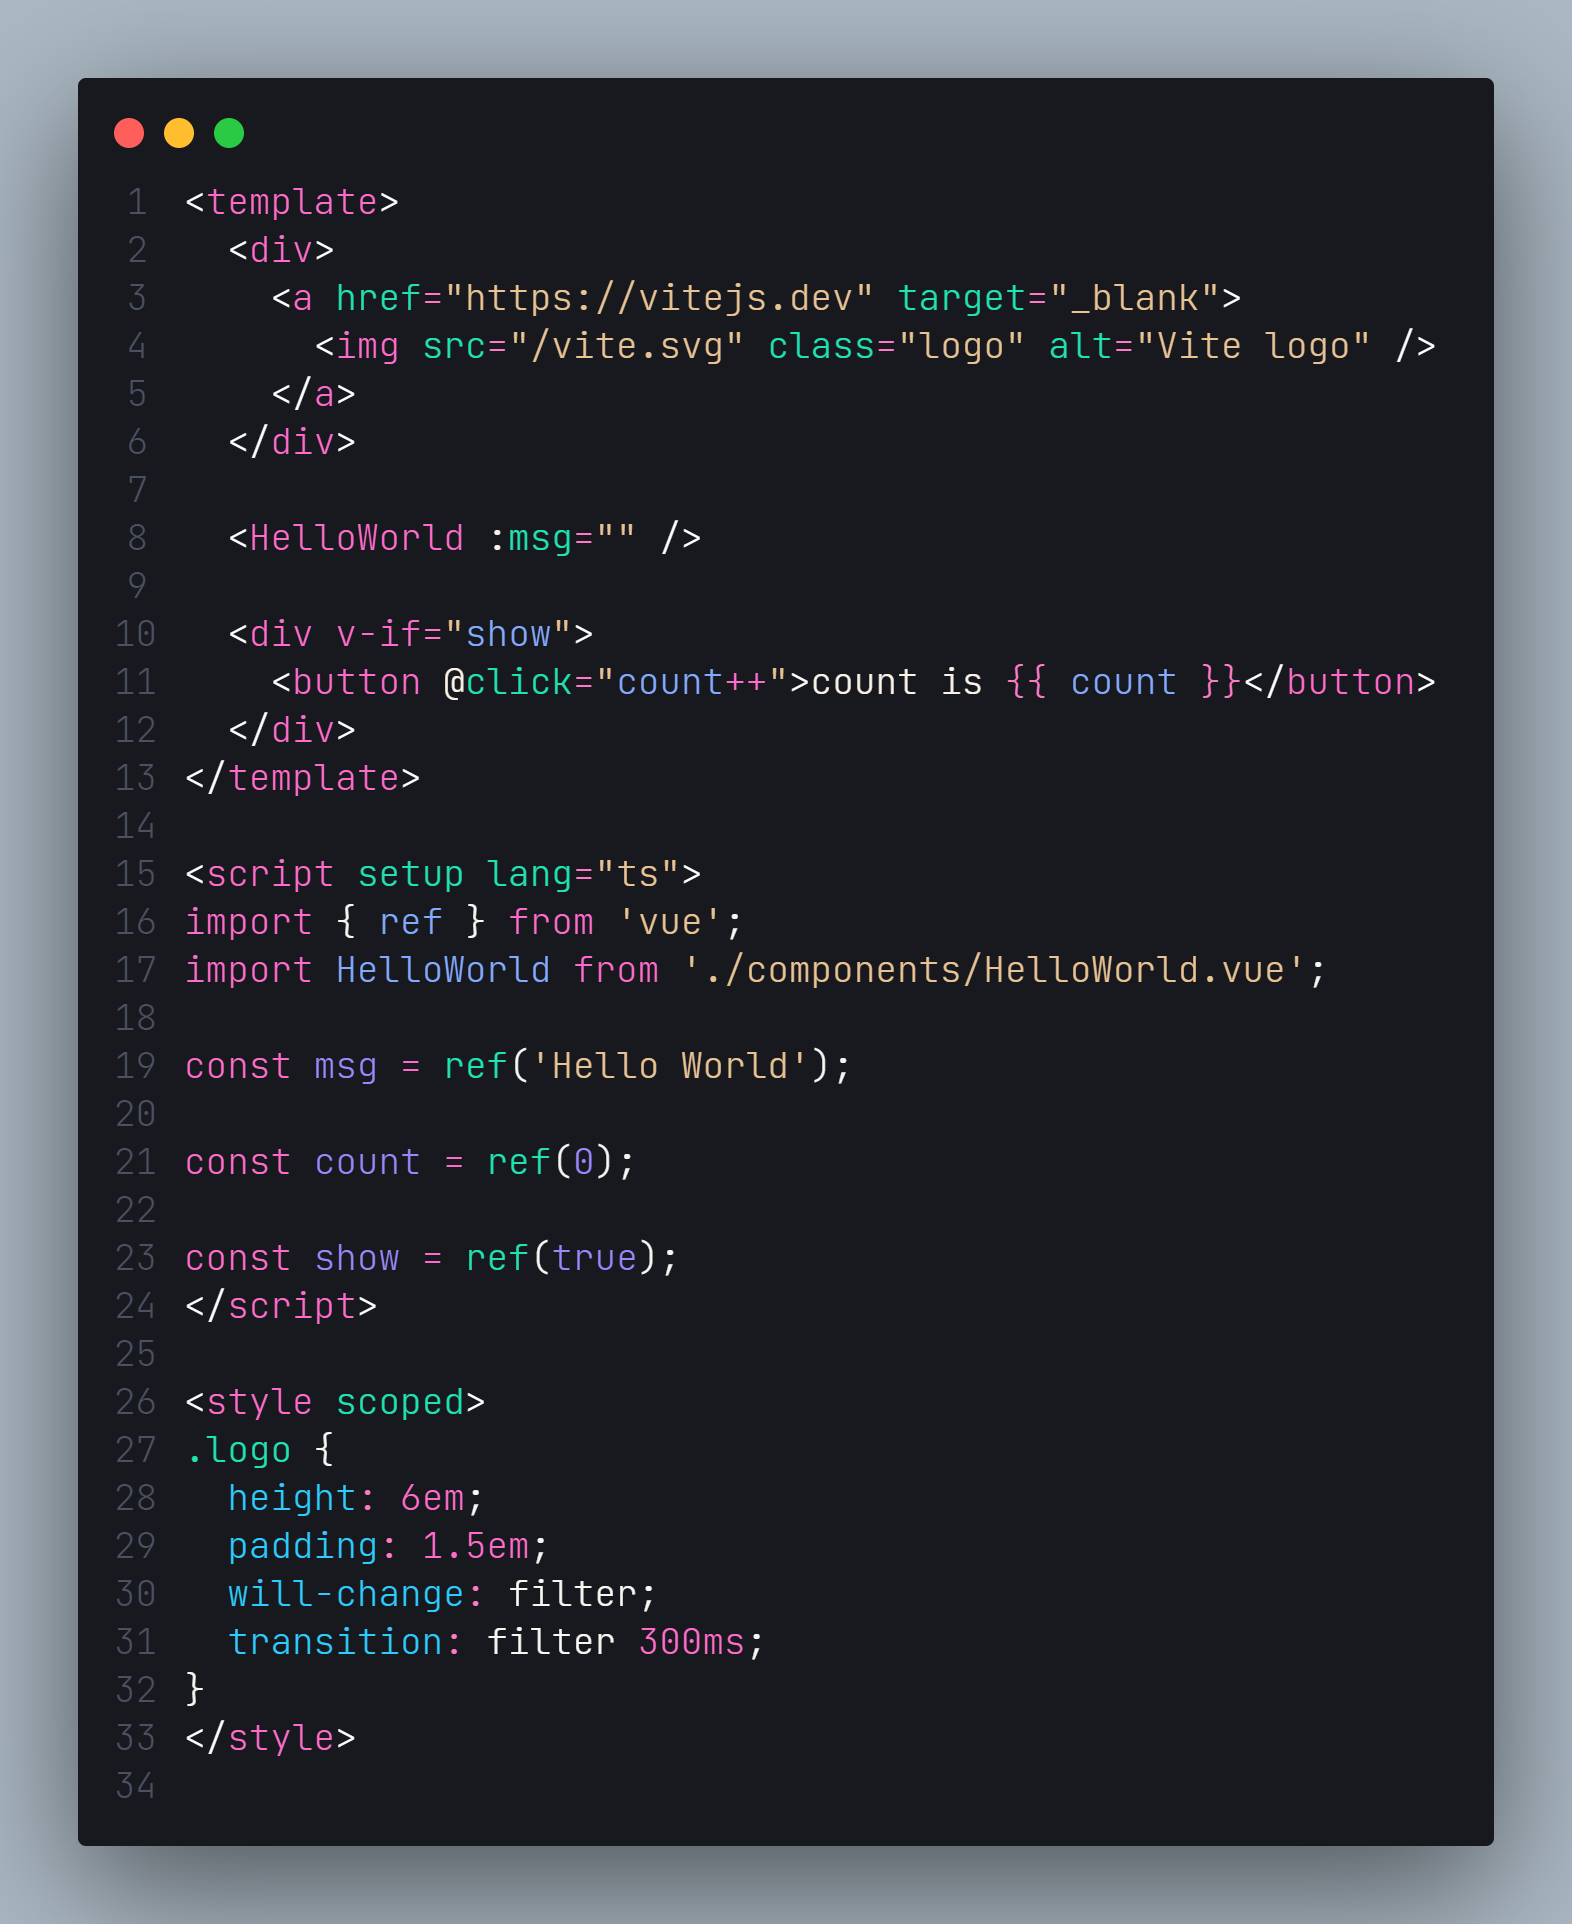 1 <template>
2   <div>
3     <a href="https://vitejs.dev" target="_blank">
4       <img src="/vite.svg" class="logo" alt="Vite logo" />
5     </a>
6   </div>
7
8   <HelloWorld :msg="" />
9
10   <div v-if="show">
11     <button @click="count++">count is {{ count }}</button>
12   </div>
13 </template>
14
15 <script setup lang="ts">
16 import { ref } from 'vue';
17 import HelloWorld from './components/HelloWorld.vue';
18
19 const msg = ref('Hello World');
20
21 const count = ref(0);
22
23 const show = ref(true);
24 </script>
25
26 <style scoped>
27 .logo {
28   height: 6em;
29   padding: 1.5em;
30   will-change: filter;
31   transition: filter 300ms;
32 }
33 </style>
34